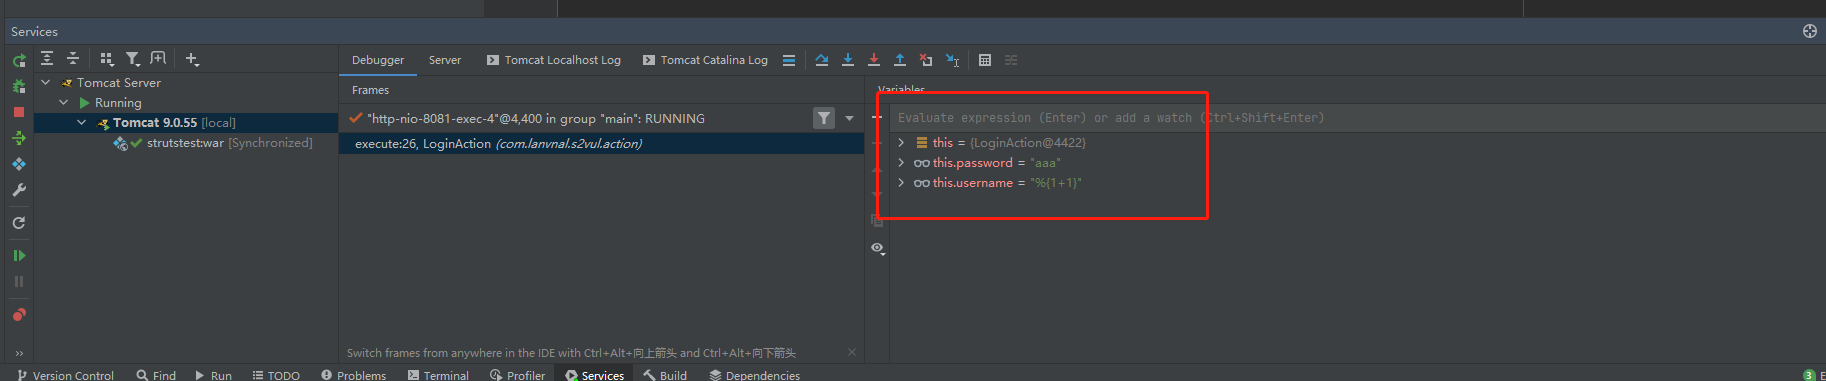 Services
Debugger Server Tomcat Localhost Log Tomcat Catalina Log
Tomcat Server
Running
Tomcat 9.0.55 [local]
strutstest:war [Synchronized]
Frames
"http-nio-8081-exec-4"@4,400 in group "main": RUNNING
execute:26, LoginAction (com.lanvnal.s2vul.action)
Switch frames from anywhere in the IDE with Ctrl+Alt+向上箭头 and Ctrl+Alt+向下箭头
Variables
Evaluate expression (Enter) or add a watch (Ctrl+Shift+Enter)
this = {LoginAction@4422}
this.password = "aaa"
this.username = "%{1+1}"
Version Control Find Run TODO Problems Terminal Profiler Services Build Dependencies 3 E